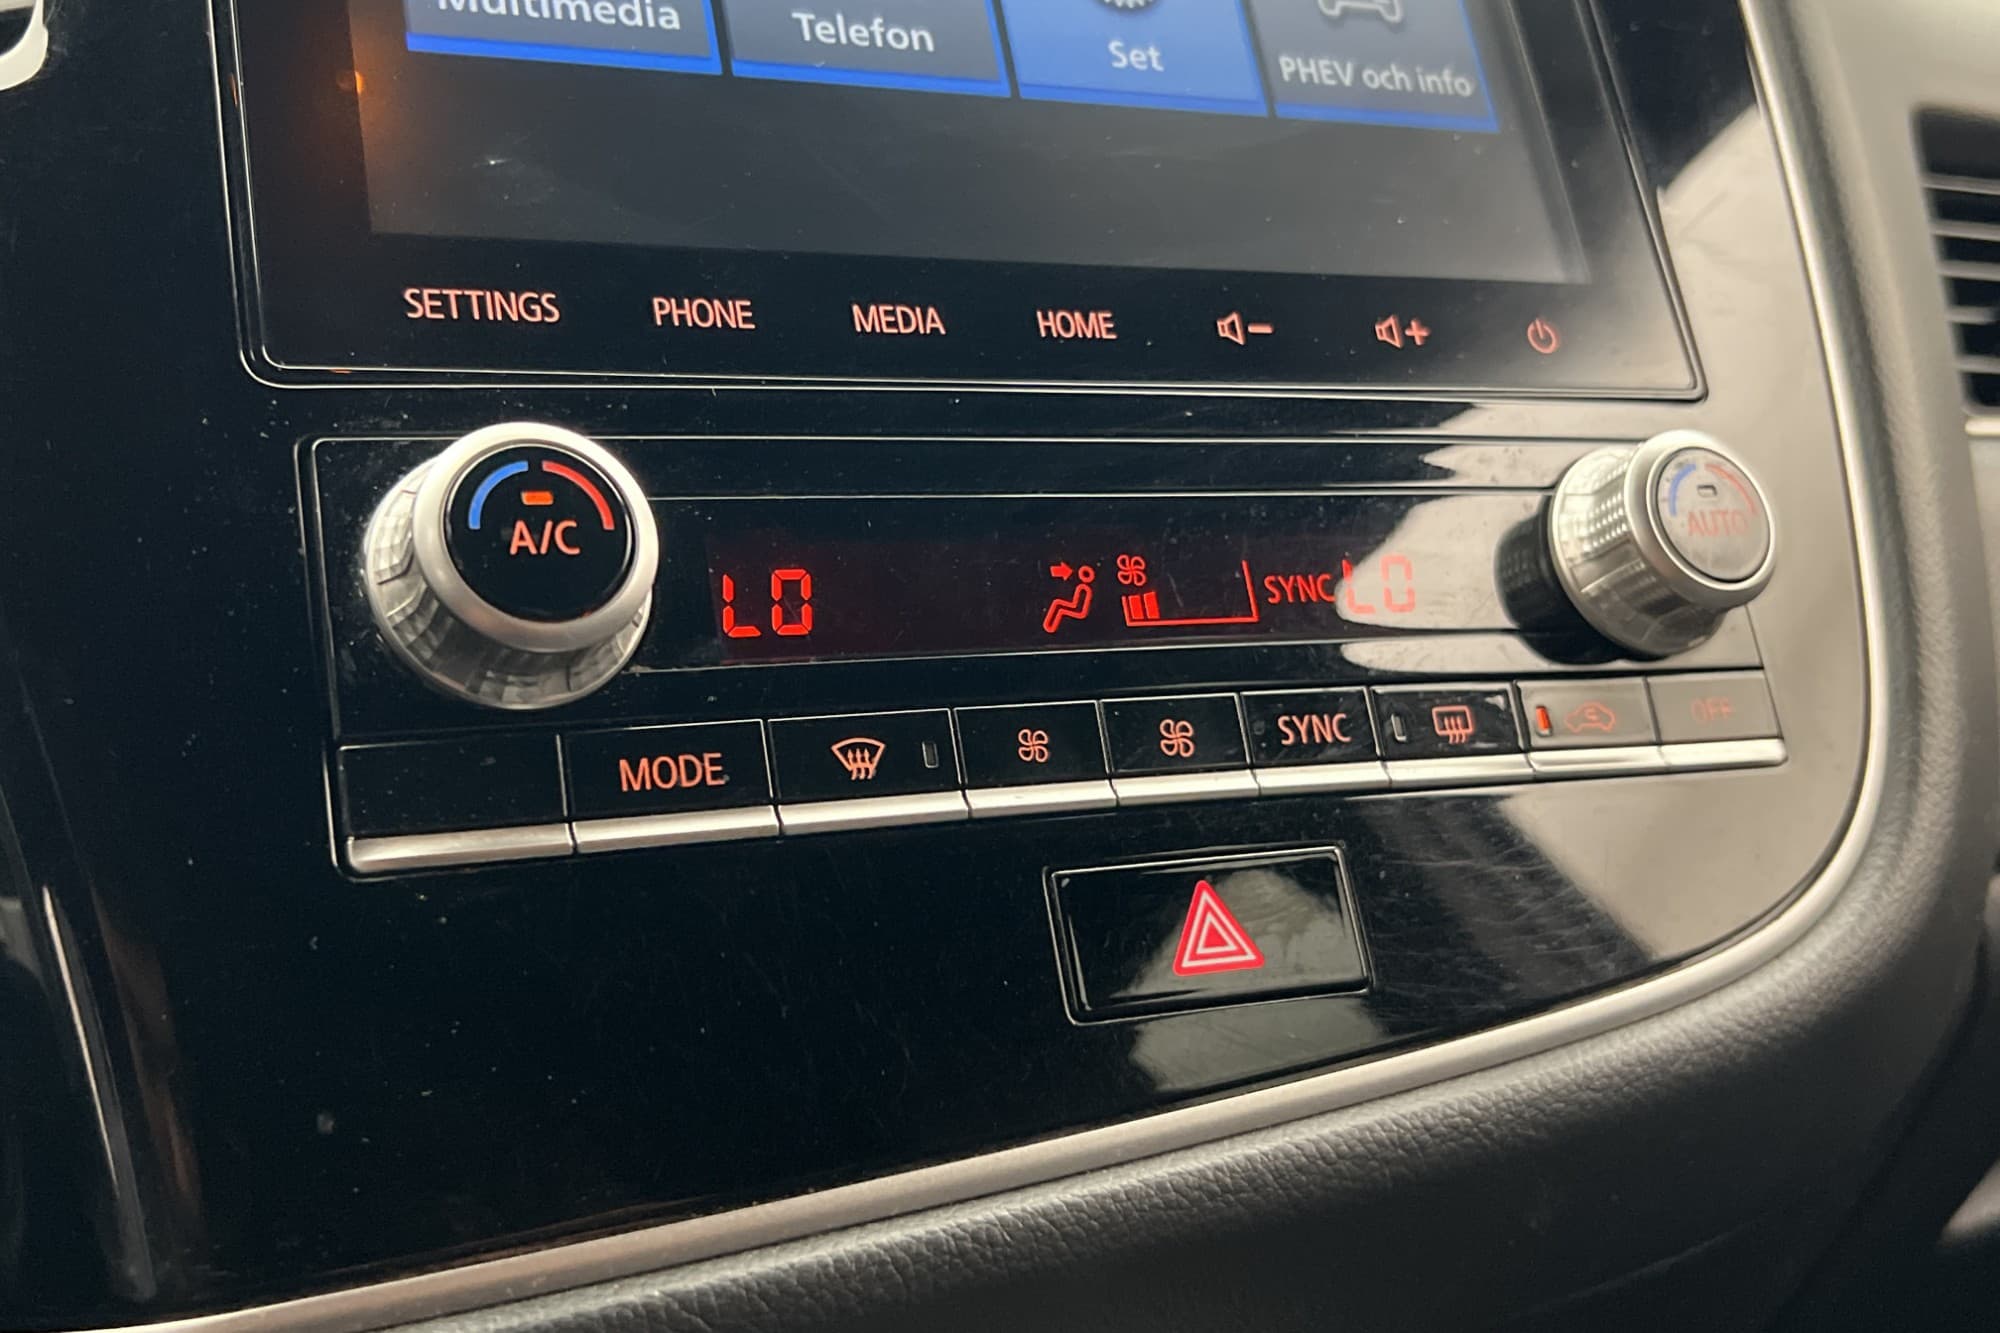 Multimedia
Telefon
Set
PHEV och info
SETTINGS PHONE MEDIA HOME
A/C
LO SYNC LO
AUTO
MODE SYNC OFF